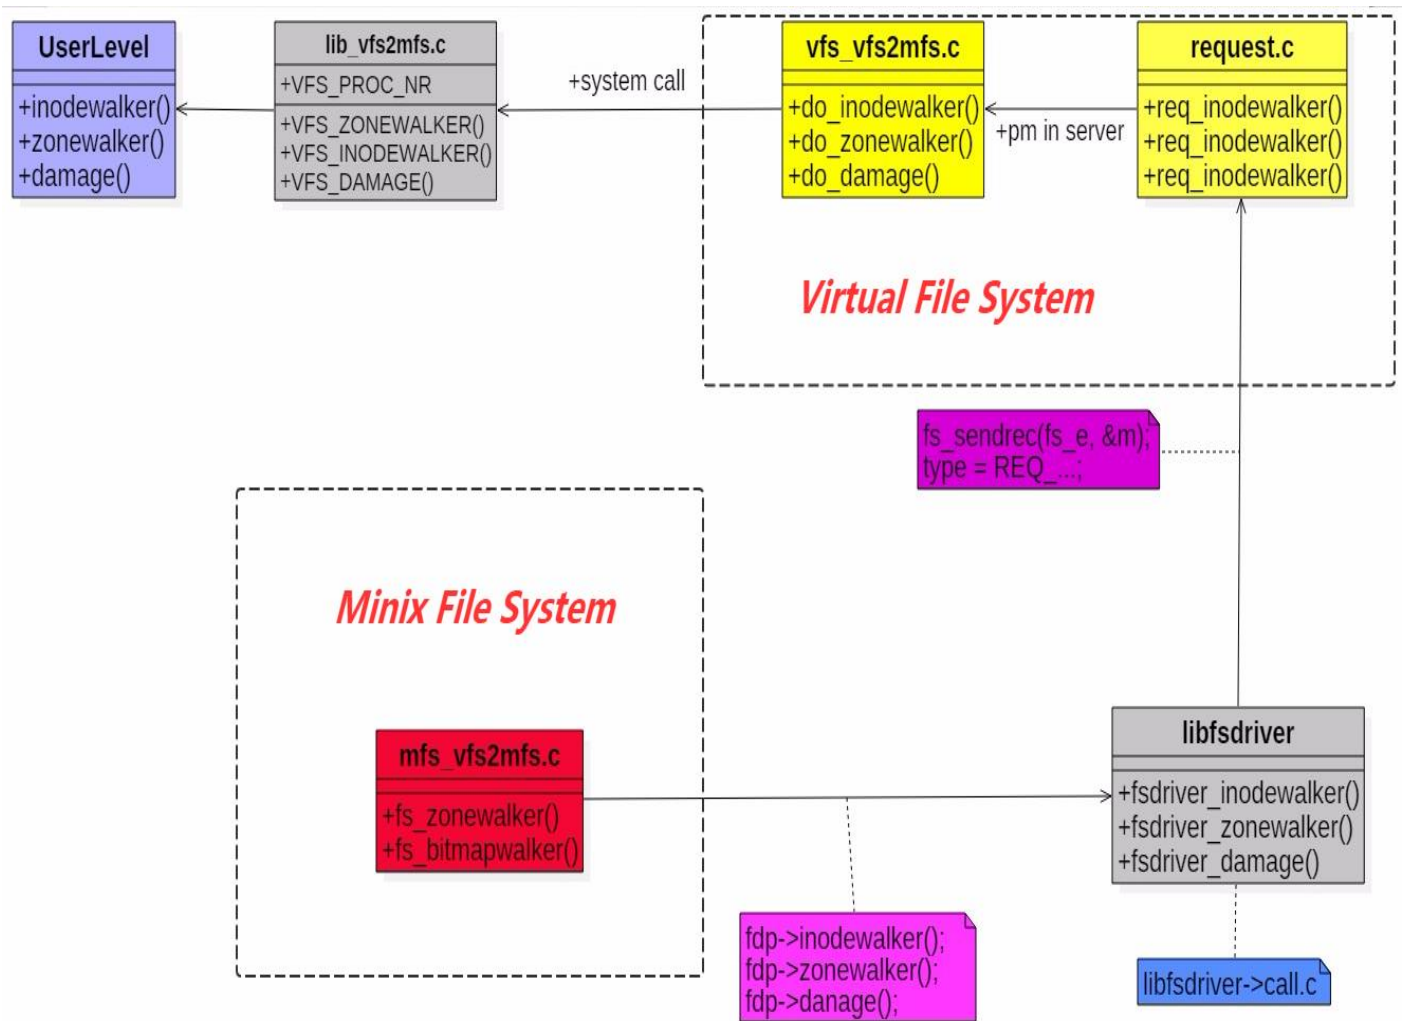 UserLevel
+inodewalker()
+zonewalker()
+damage()
lib_vfs2mfs.c
+VFS_PROC_NR
+VFS_ZONEWALKER()
+VFS_INODEWALKER()
+VFS_DAMAGE()
+system call
vfs_vfs2mfs.c
+do_inodewalker()
+do_zonewalker()
+do_damage()
+pm in server
request.c
+req_inodewalker()
+req_inodewalker()
+req_inodewalker()
Virtual File System
fs_sendrec(fs_e, &m);
type = REQ_...;
Minix File System
mfs_vfs2mfs.c
+fs_zonewalker()
+fs_bitmapwalker()
libfsdriver
+fsdriver_inodewalker()
+fsdriver_zonewalker()
+fsdriver_damage()
fdp->inodewalker();
fdp->zonewalker();
fdp->danage();
libfsdriver->call.c